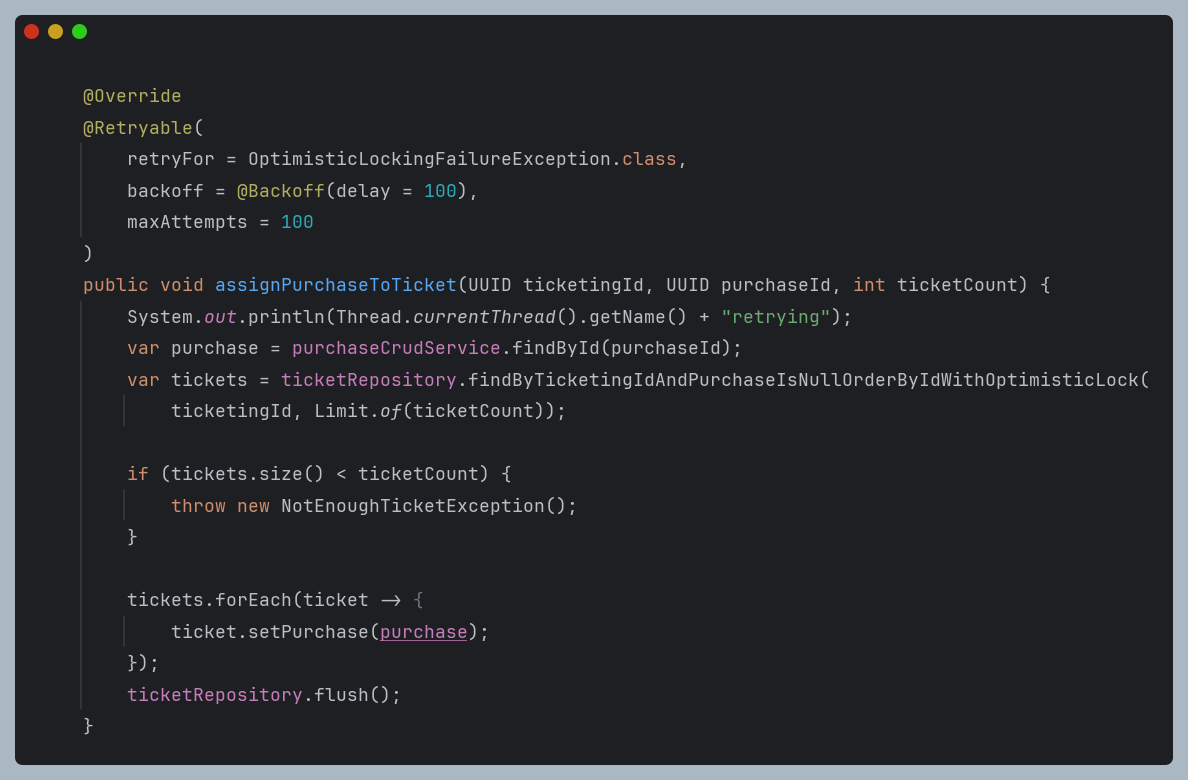 @Override
@Retryable(
    retryFor = OptimisticLockingFailureException.class,
    backoff = @Backoff(delay = 100),
    maxAttempts = 100
)
public void assignPurchaseToTicket(UUID ticketingId, UUID purchaseId, int ticketCount) {
    System.out.println(Thread.currentThread().getName() + "retrying");
    var purchase = purchaseCrudService.findById(purchaseId);
    var tickets = ticketRepository.findByTicketingIdAndPurchaseIsNullOrderByIdWithOptimisticLock(
        ticketingId, Limit.of(ticketCount));

    if (tickets.size() < ticketCount) {
        throw new NotEnoughTicketException();
    }

    tickets.forEach(ticket -> {
        ticket.setPurchase(purchase);
    });
    ticketRepository.flush();
}